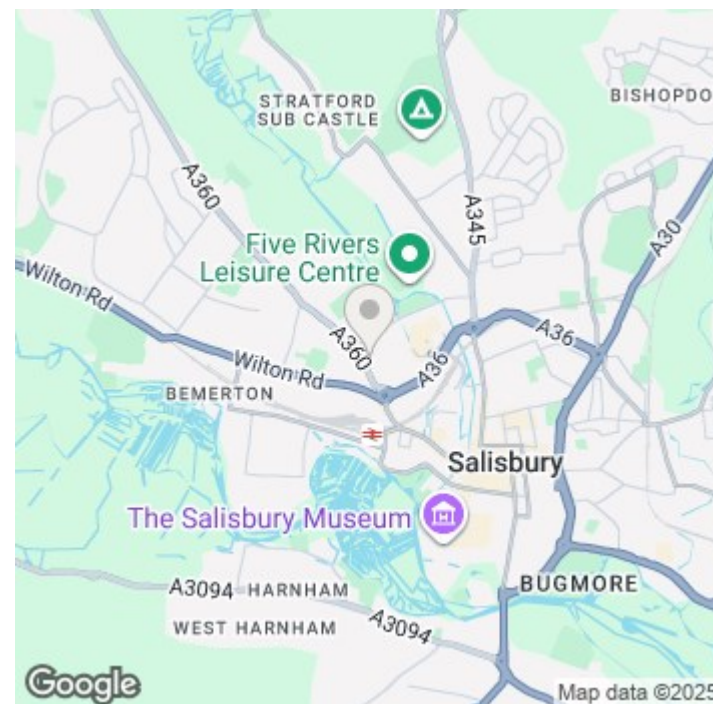 STRATFORD
SUB CASTLE
BISHOPDO
A360
A345
A30
Five Rivers
Leisure Centre
Wilton Rd
A36
A360
A36
Wilton Rd
BEMERTON
Salisbury
The Salisbury Museum
A3094
HARNHAM
BUGMORE
WEST HARNHAM
A3094
Google
Map data ©2025